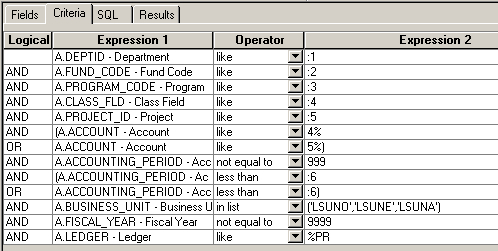 Fields Criteria SQL Results
Logical Expression 1 Operator Expression 2
A.DEPTID - Department like :1
AND A.FUND_CODE - Fund Code like :2
AND A.PROGRAM_CODE - Program like :3
AND A.CLASS_FLD - Class Field like :4
AND A.PROJECT_ID - Project like :5
AND (A.ACCOUNT - Account like 4%
OR A.ACCOUNT - Account like 5%)
AND A.ACCOUNTING_PERIOD - Acc not equal to 999
AND (A.ACCOUNTING_PERIOD - Ac less than :6
OR A.ACCOUNTING_PERIOD - Acc less than :6)
AND A.BUSINESS_UNIT - Business U in list ('LSUNO','LSUNE','LSUNA')
AND A.FISCAL_YEAR - Fiscal Year not equal to 9999
AND A.LEDGER - Ledger like %PR